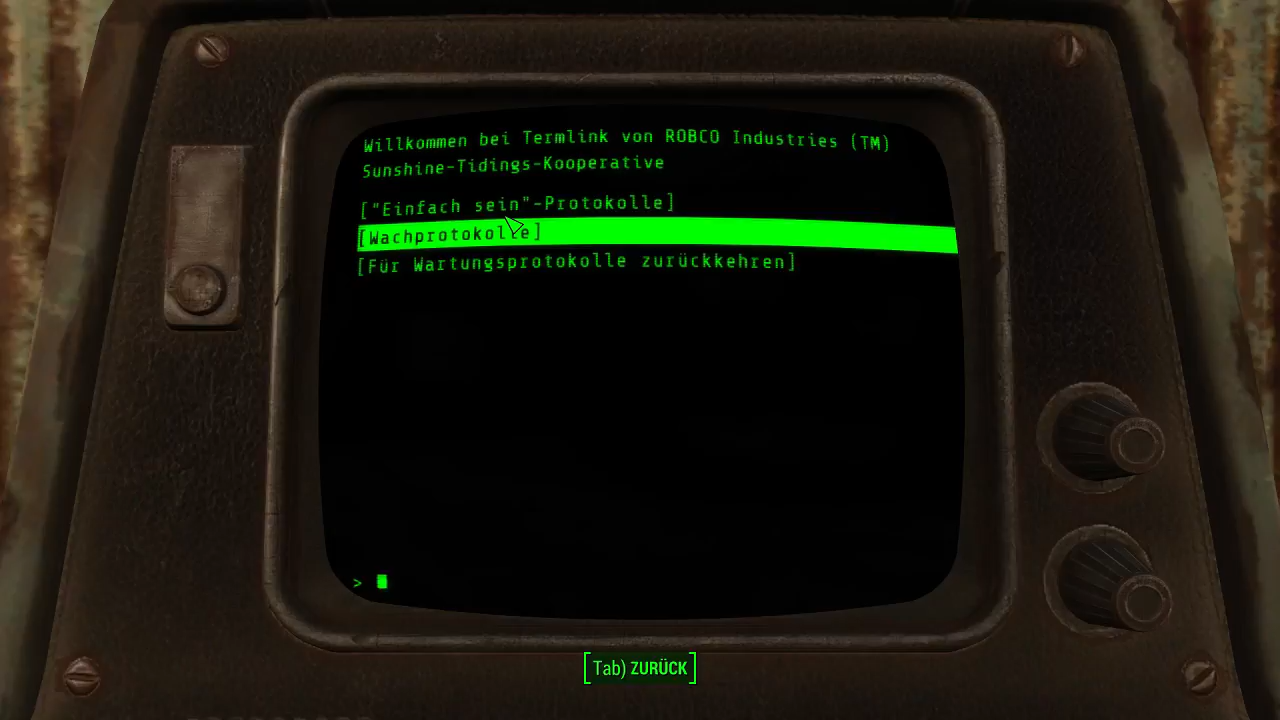 Willkommen bei Termlink von ROBCO Industries (TM)
Sunshine-Tidings-Kooperative
["Einfach sein"-Protokolle]
[Wachprotokolle]
[Für Wartungsprotokolle zurückkehren]
>
[Tab) ZURÜCK]